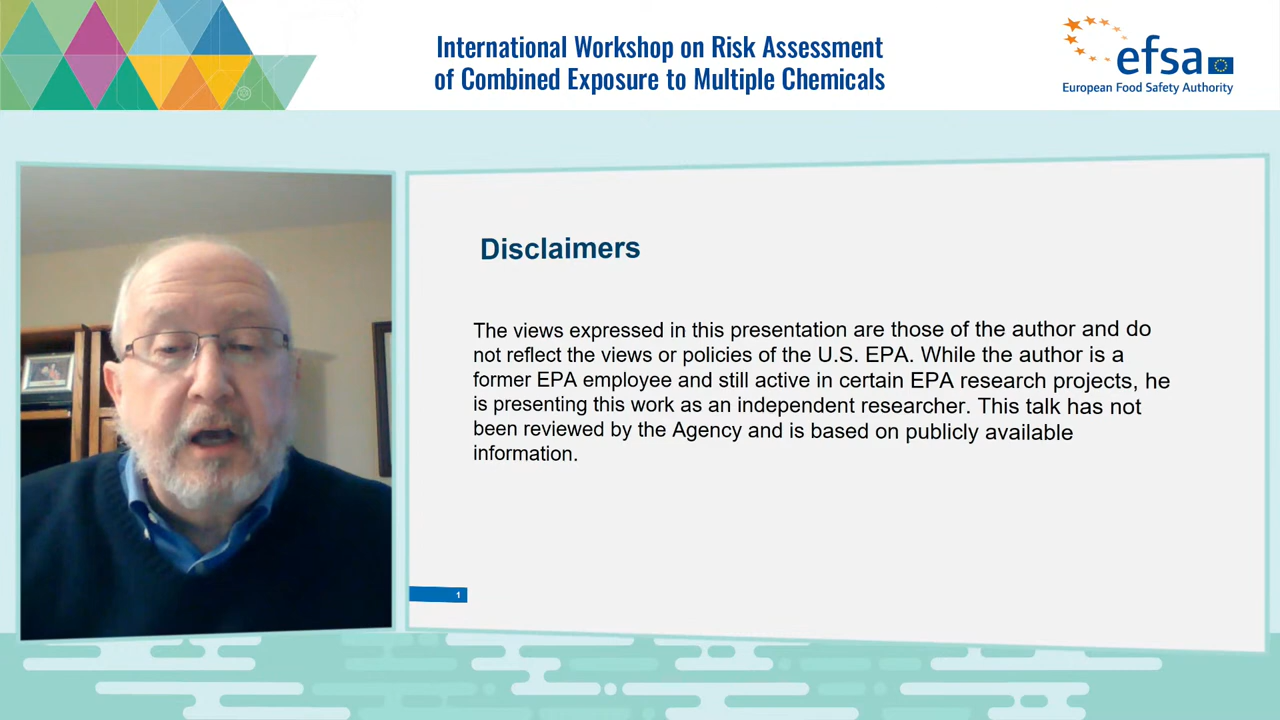 International Workshop on Risk Assessment
of Combined Exposure to Multiple Chemicals
efsa
European Food Safety Authority
Disclaimers
The views expressed in this presentation are those of the author and do
not reflect the views or policies of the U.S. EPA. While the author is a
former EPA employee and still active in certain EPA research projects, he
is presenting this work as an independent researcher. This talk has not
been reviewed by the Agency and is based on publicly available
information.
1